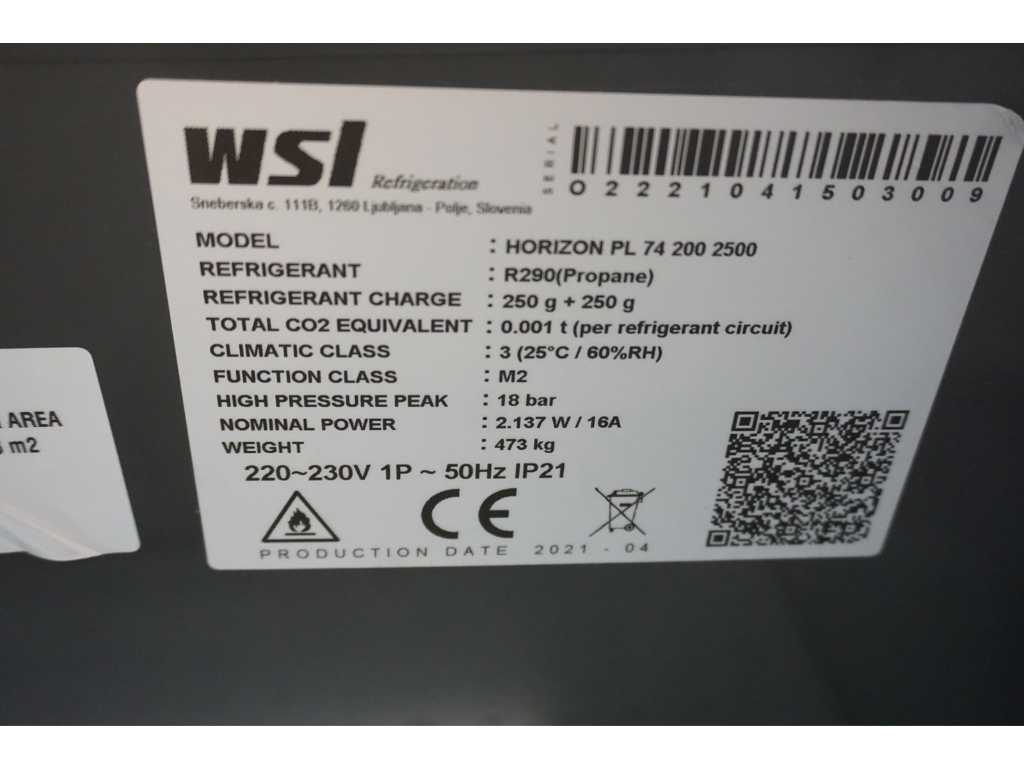 wsl Refrigeration
Sneberska c. 111B, 1260 Ljubljana - Polje, Slovenia
SERIAL
02221041503009
MODEL : HORIZON PL 74 200 2500
REFRIGERANT : R290(Propane)
REFRIGERANT CHARGE : 250 g + 250 g
TOTAL CO2 EQUIVALENT : 0.001 t (per refrigerant circuit)
CLIMATIC CLASS : 3 (25°C / 60%RH)
FUNCTION CLASS : M2
HIGH PRESSURE PEAK : 18 bar
NOMINAL POWER : 2.137 W / 16A
WEIGHT : 473 kg
220~230V 1P ~ 50Hz IP21
CE
PRODUCTION DATE 2021 - 04
AREA
m2